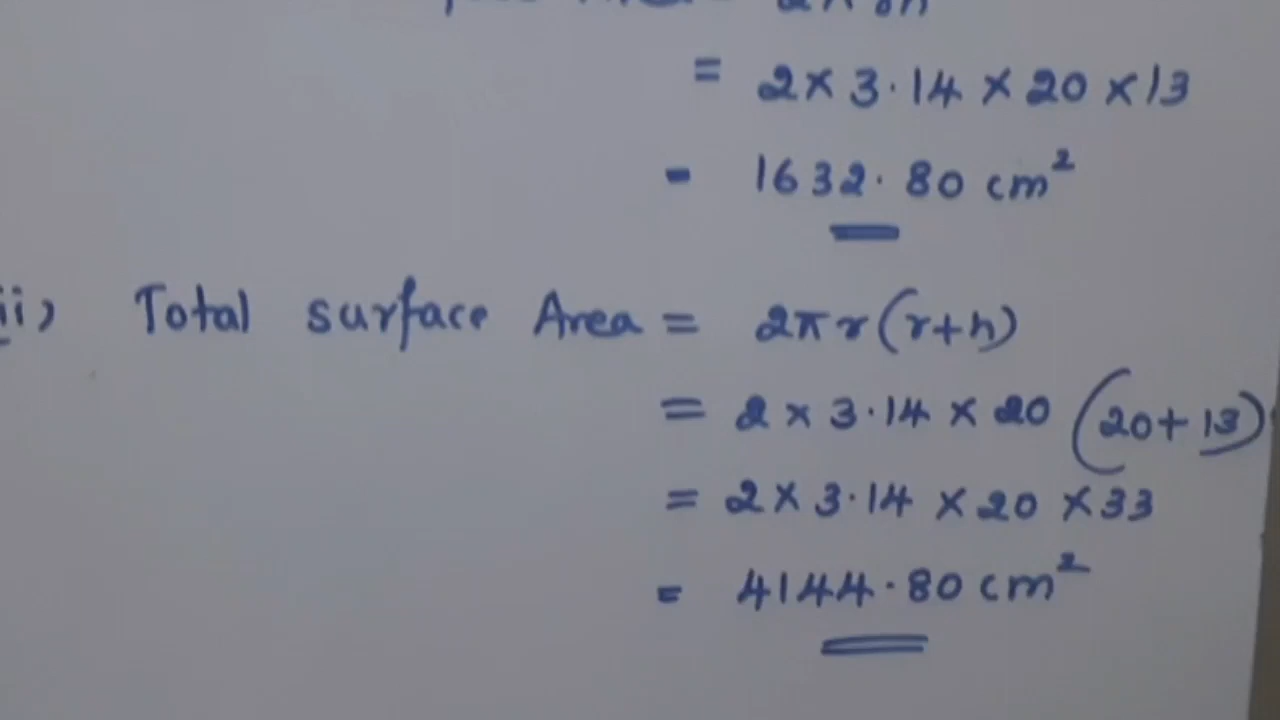 = 2 × 3.14 × 20 × 13
= 1632.80 cm²
ii) Total surface Area = 2πr(r+h)
= 2 × 3.14 × 20 (20+13)
= 2 × 3.14 × 20 × 33
= 4144.80 cm²